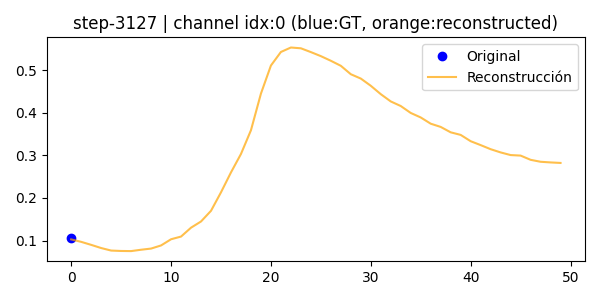 step-3127 | channel idx:0 (blue:GT, orange:reconstructed)
Original
Reconstrucción
0.5
0.4
0.3
0.2
0.1
0 10 20 30 40 50